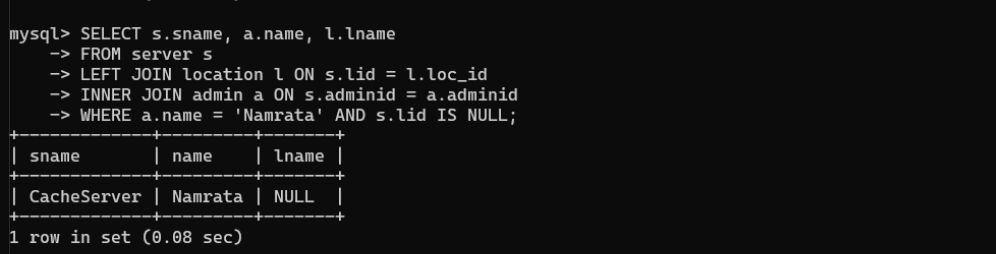 mysql> SELECT s.sname, a.name, l.lname
    -> FROM server s
    -> LEFT JOIN location l ON s.lid = l.loc_id
    -> INNER JOIN admin a ON s.adminid = a.adminid
    -> WHERE a.name = 'Namrata' AND s.lid IS NULL;
+-------------+---------+-------+
| sname       | name    | lname |
+-------------+---------+-------+
| CacheServer | Namrata | NULL  |
+-------------+---------+-------+
1 row in set (0.08 sec)